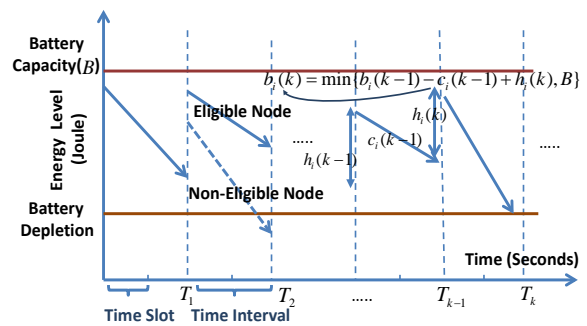 Battery
Capacity(B)
b_i(k) = min{b_i(k-1) - c_i(k-1) + h_i(k), B}
Energy Level
(Joule)
Eligible Node
.....
h_i(k-1)
c_i(k-1)
h_i(k)
.....
Non-Eligible Node
Battery
Depletion
Time (Seconds)
T_1
T_2
.....
T_{k-1}
T_k
Time Slot
Time Interval